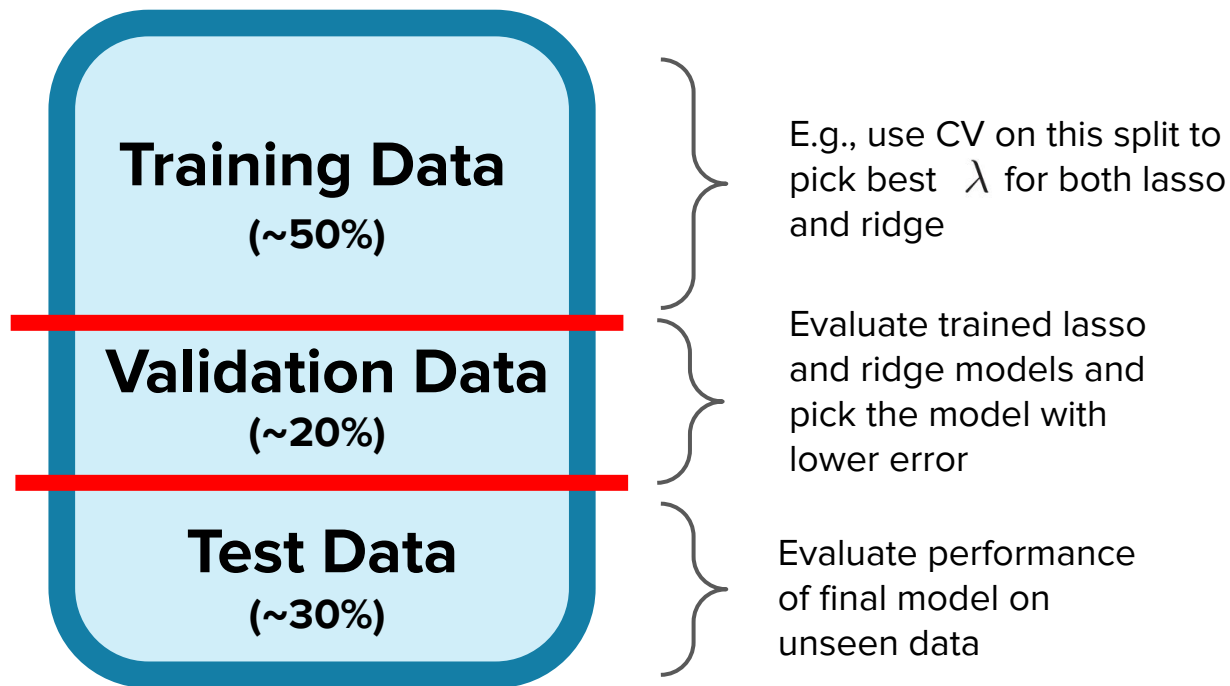 Training Data
(~50%)
E.g., use CV on this split to
pick best λ for both lasso
and ridge
Validation Data
(~20%)
Evaluate trained lasso
and ridge models and
pick the model with
lower error
Test Data
(~30%)
Evaluate performance
of final model on
unseen data